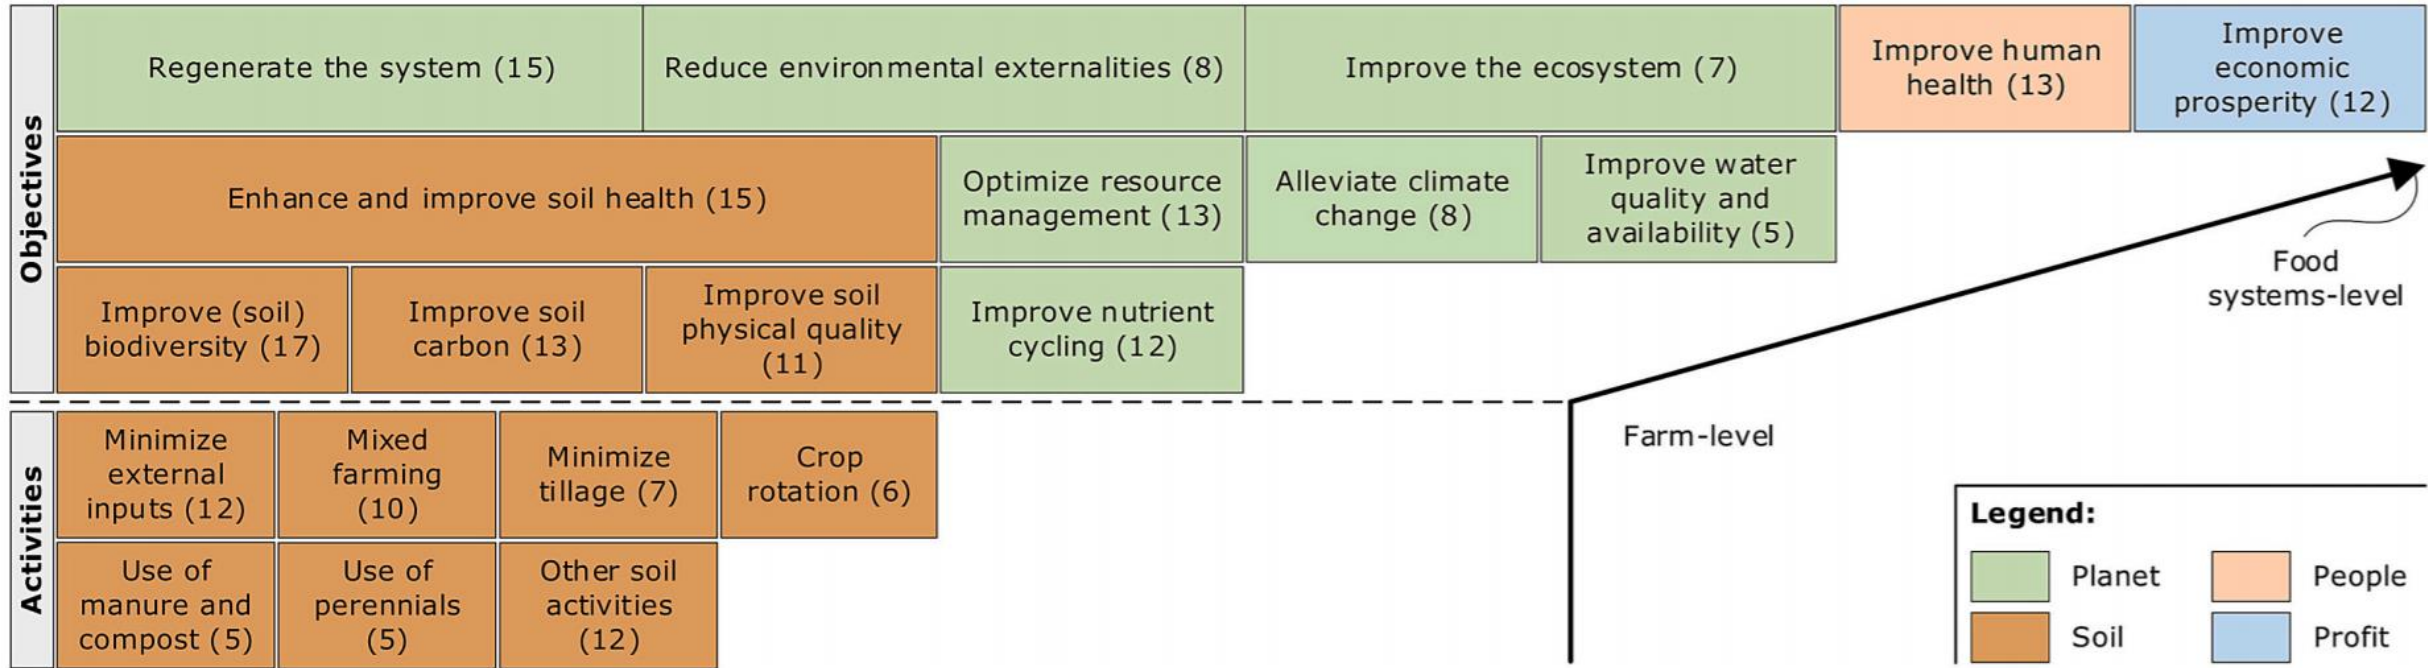 Objectives
Regenerate the system (15)
Reduce environmental externalities (8)
Improve the ecosystem (7)
Improve human
health (13)
Improve
economic
prosperity (12)
Enhance and improve soil health (15)
Optimize resource
management (13)
Alleviate climate
change (8)
Improve water
quality and
availability (5)
Improve (soil)
biodiversity (17)
Improve soil
carbon (13)
Improve soil
physical quality
(11)
Improve nutrient
cycling (12)
Food
systems-level
Farm-level
Activities
Minimize
external
inputs (12)
Mixed
farming
(10)
Minimize
tillage (7)
Crop
rotation (6)
Use of
manure and
compost (5)
Use of
perennials
(5)
Other soil
activities
(12)
Legend:
Planet
People
Soil
Profit